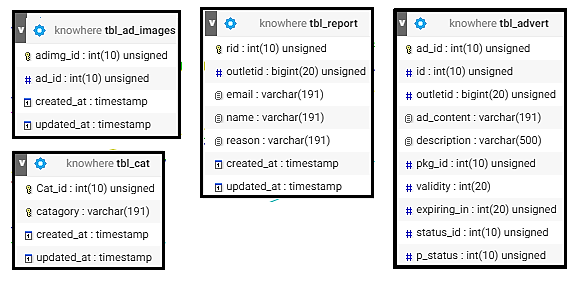 v knowhere tbl_ad_images
adimg_id : int(10) unsigned
# ad_id : int(10) unsigned
created_at : timestamp
updated_at : timestamp
v knowhere tbl_cat
Cat_id : int(10) unsigned
catagory : varchar(191)
created_at : timestamp
updated_at : timestamp
v knowhere tbl_report
rid : int(10) unsigned
# outletid : bigint(20) unsigned
email : varchar(191)
name : varchar(191)
reason : varchar(191)
created_at : timestamp
updated_at : timestamp
v knowhere tbl_advert
ad_id : int(10) unsigned
# id : int(10) unsigned
# outletid : bigint(20) unsigned
ad_content : varchar(191)
description : varchar(500)
# pkg_id : int(10) unsigned
# validity : int(20)
# expiring_in : int(20) unsigned
# status_id : int(10) unsigned
# p_status : int(10) unsigned